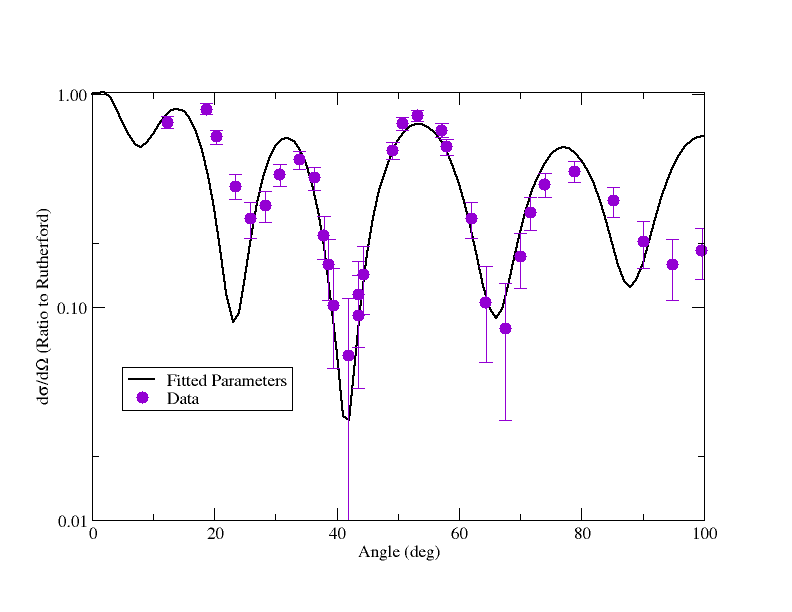 1.00
0.10
0.01
dσ/dΩ (Ratio to Rutherford)
Fitted Parameters
Data
0 20 40 60 80 100
Angle (deg)